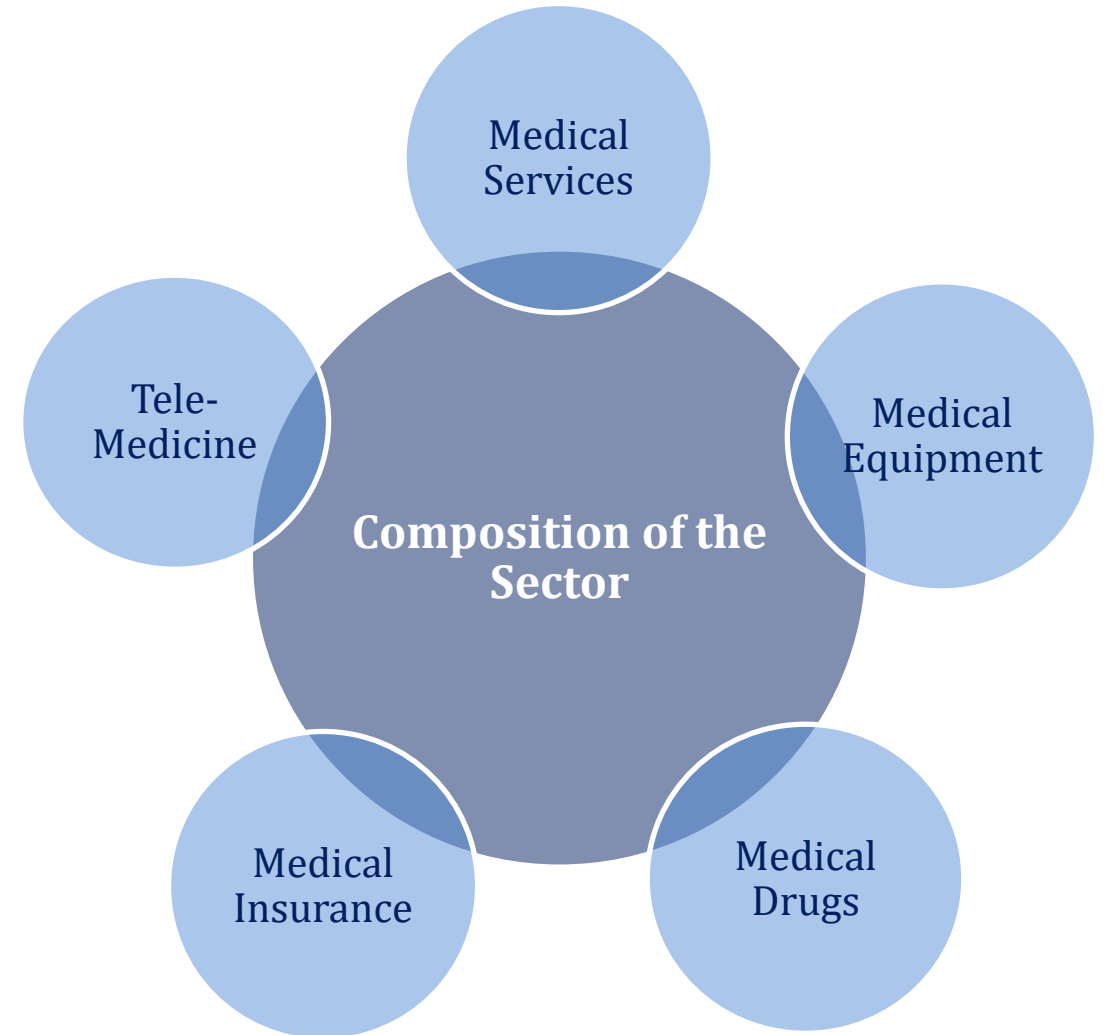 Medical
Services
Tele-
Medicine
Medical
Equipment
Composition of the
Sector
Medical
Insurance
Medical
Drugs